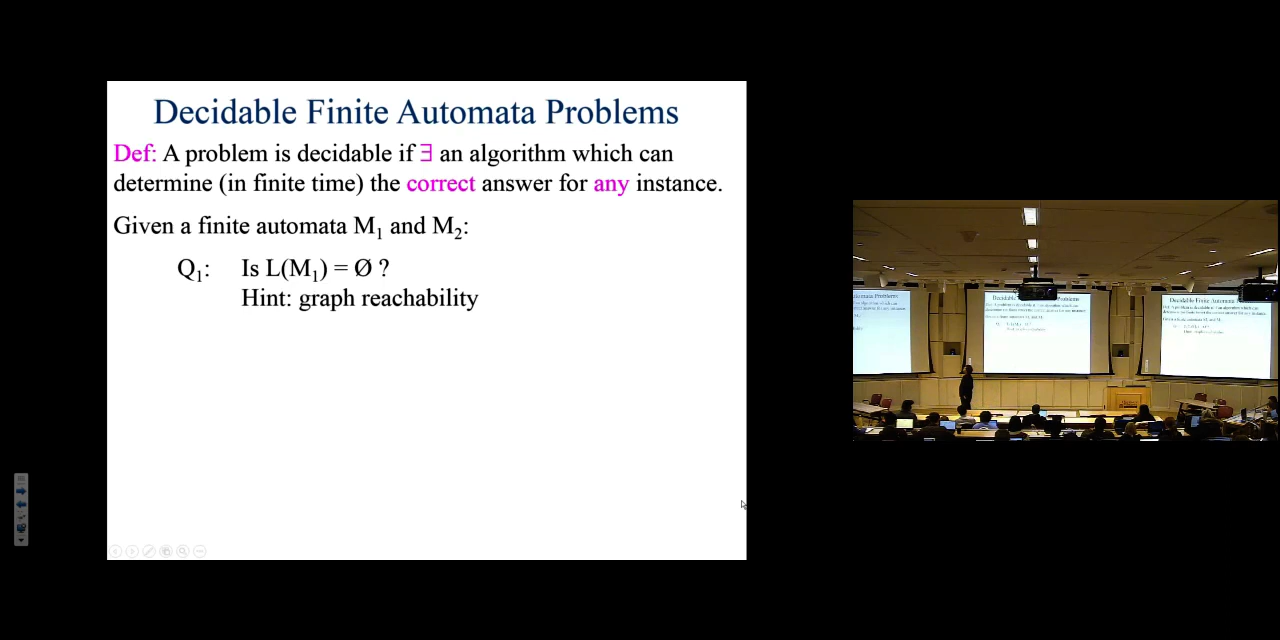 Decidable Finite Automata Problems
Def: A problem is decidable if ∃ an algorithm which can
determine (in finite time) the correct answer for any instance.
Given a finite automata M₁ and M₂:
Q₁: Is L(M₁) = Ø ?
Hint: graph reachability